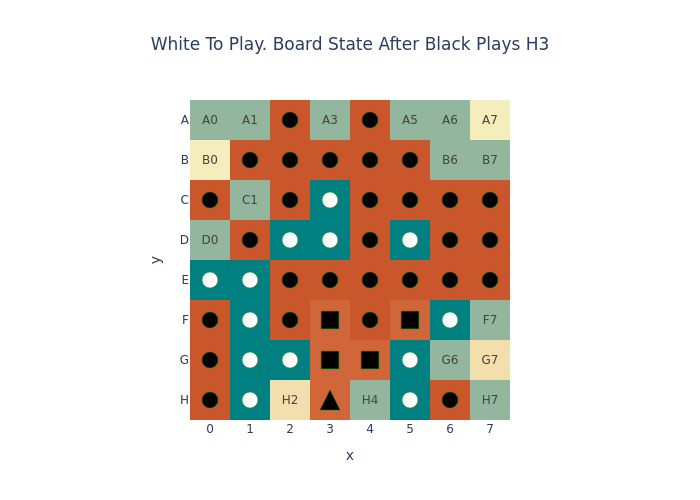 White To Play. Board State After Black Plays H3
A A0 A1 A3 A5 A6 A7
B B0 B6 B7
C C1
D D0
y
E
F F7
G G6 G7
H H2 H4 H7
0 1 2 3 4 5 6 7
x